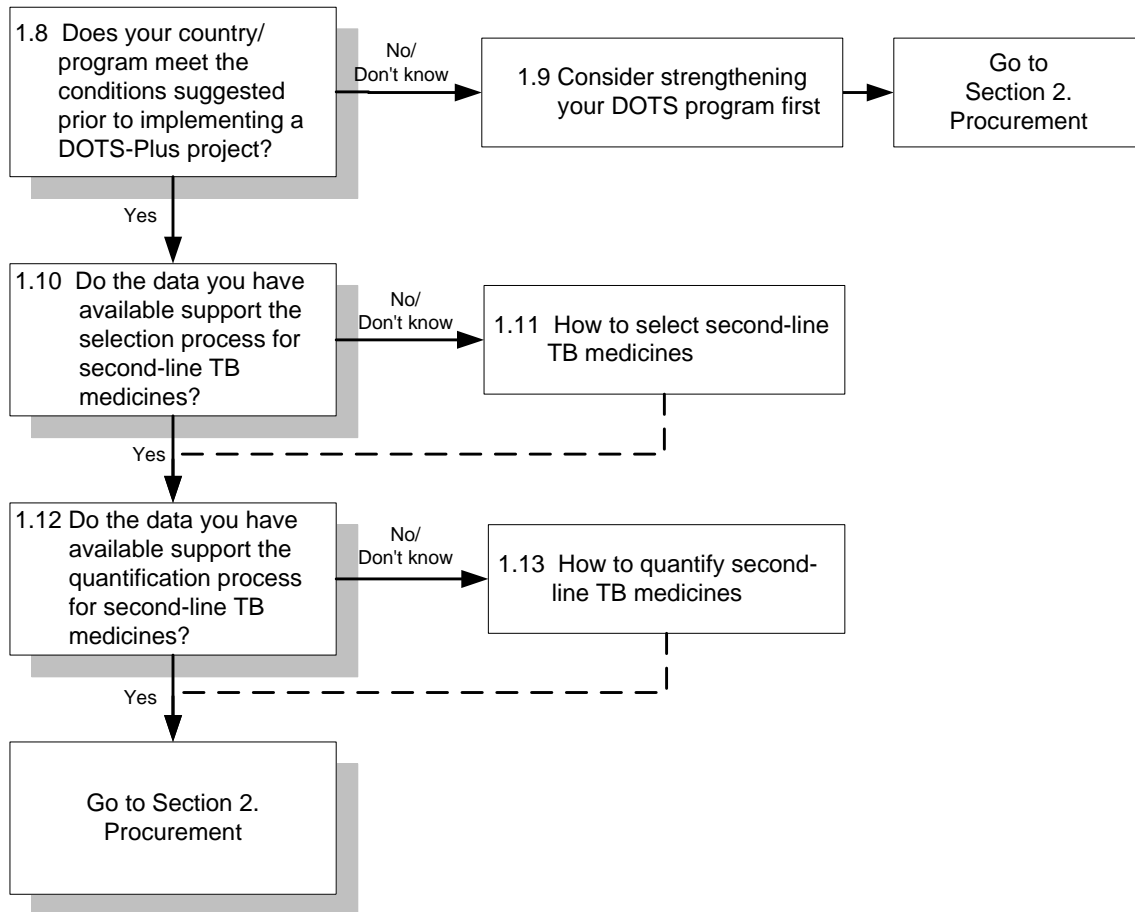 1.8 Does your country/
program meet the
conditions suggested
prior to implementing a
DOTS-Plus project?
No/
Don't know
1.9 Consider strengthening
your DOTS program first
Go to
Section 2.
Procurement
Yes
1.10 Do the data you have
available support the
selection process for
second-line TB
medicines?
No/
Don't know
1.11 How to select second-line
TB medicines
Yes
1.12 Do the data you have
available support the
quantification process
for second-line TB
medicines?
No/
Don't know
1.13 How to quantify second-
line TB medicines
Yes
Go to Section 2.
Procurement